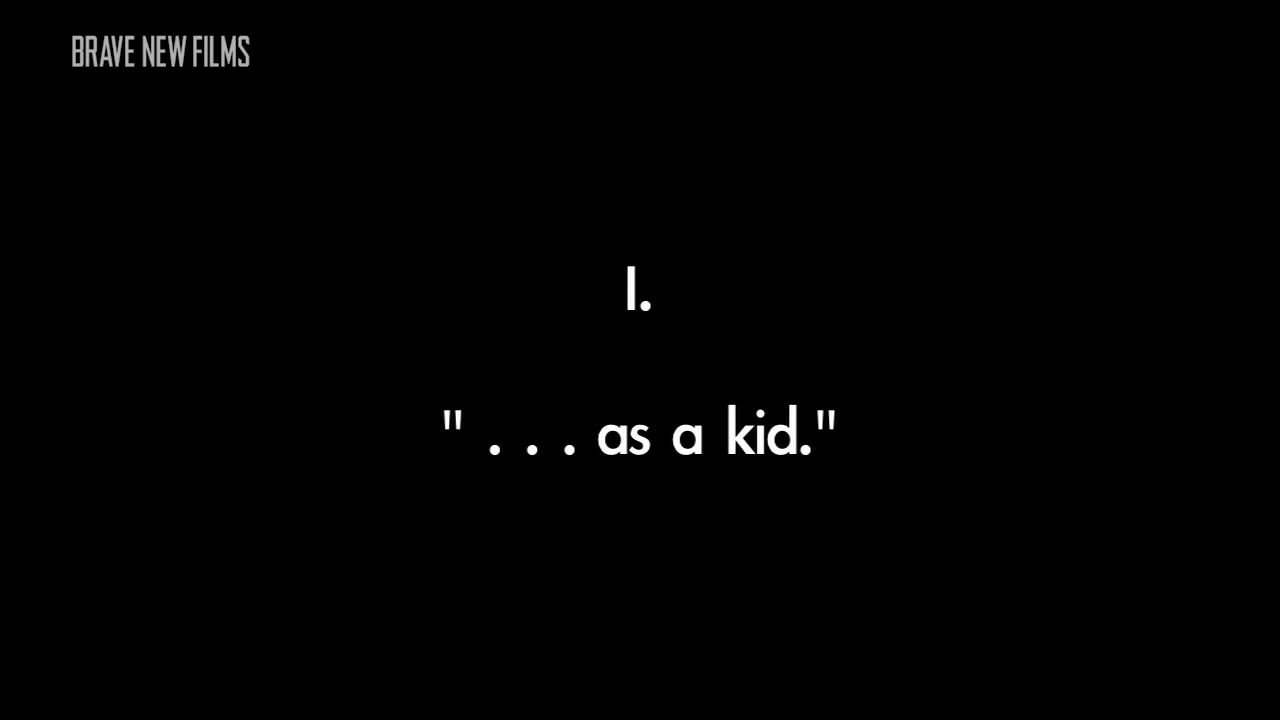 BRAVE NEW FILMS
I.
" . . . as a kid."